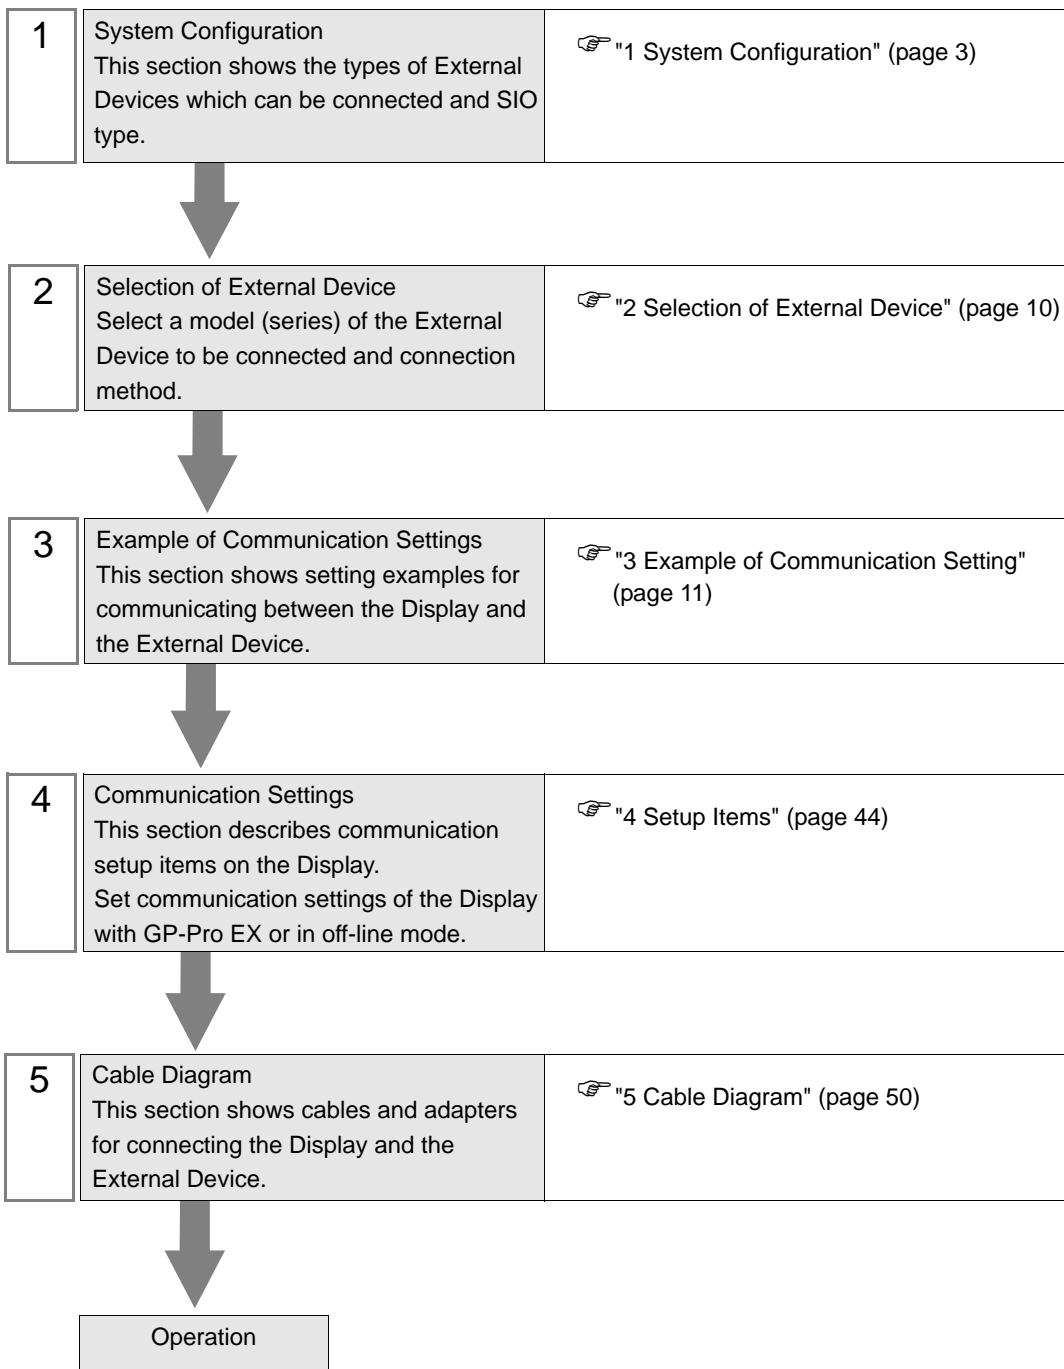 1
System Configuration
This section shows the types of External
Devices which can be connected and SIO
type.
"1 System Configuration" (page 3)
2
Selection of External Device
Select a model (series) of the External
Device to be connected and connection
method.
"2 Selection of External Device" (page 10)
3
Example of Communication Settings
This section shows setting examples for
communicating between the Display and
the External Device.
"3 Example of Communication Setting"
(page 11)
4
Communication Settings
This section describes communication
setup items on the Display.
Set communication settings of the Display
with GP-Pro EX or in off-line mode.
"4 Setup Items" (page 44)
5
Cable Diagram
This section shows cables and adapters
for connecting the Display and the
External Device.
"5 Cable Diagram" (page 50)
Operation